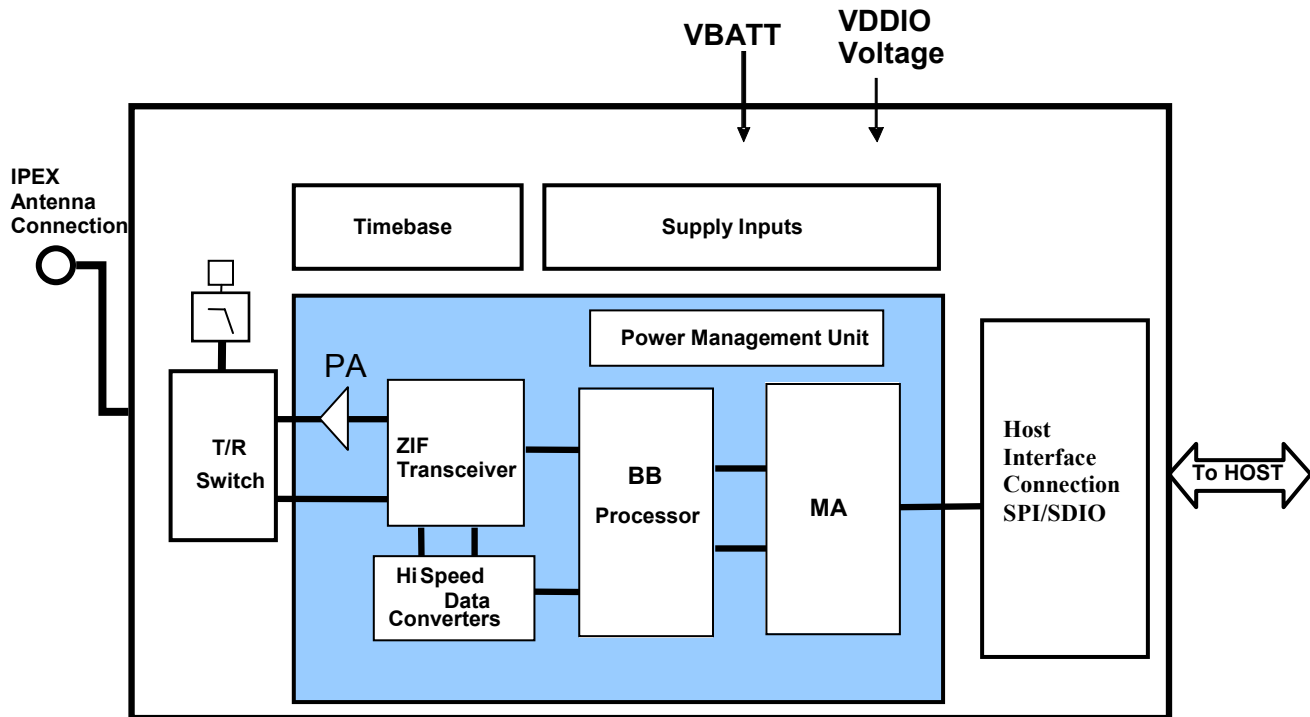 VBATT
VDDIO
Voltage
IPEX
Antenna
Connection
Timebase
Supply Inputs
Power Management Unit
PA
T/R
Switch
ZIF
Transceiver
BB
Processor
MA
Hi Speed
Data
Converters
Host
Interface
Connection
SPI/SDIO
To HOST